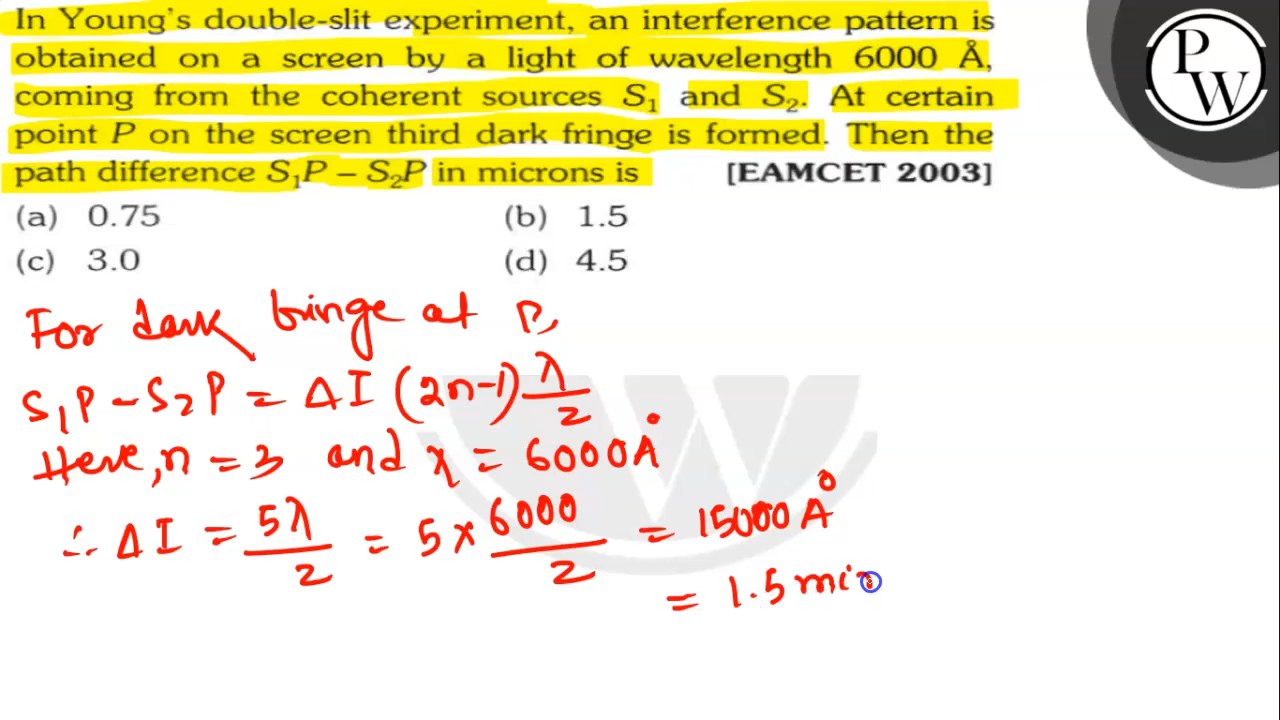 In Young's double-slit experiment, an interference pattern is
obtained on a screen by a light of wavelength 6000 Å,
coming from the coherent sources S₁ and S₂. At certain
point P on the screen third dark fringe is formed. Then the
path difference S₁P – S₂P in microns is [EAMCET 2003]
(a) 0.75 (b) 1.5
(c) 3.0 (d) 4.5
For dark fringe at P,
S₁P – S₂P = ΔI (2n-1) λ/2
Here, n = 3 and λ = 6000Å
∴ ΔI = 5λ/2 = 5 × 6000/2 = 15000 Å
= 1.5 mic
PW